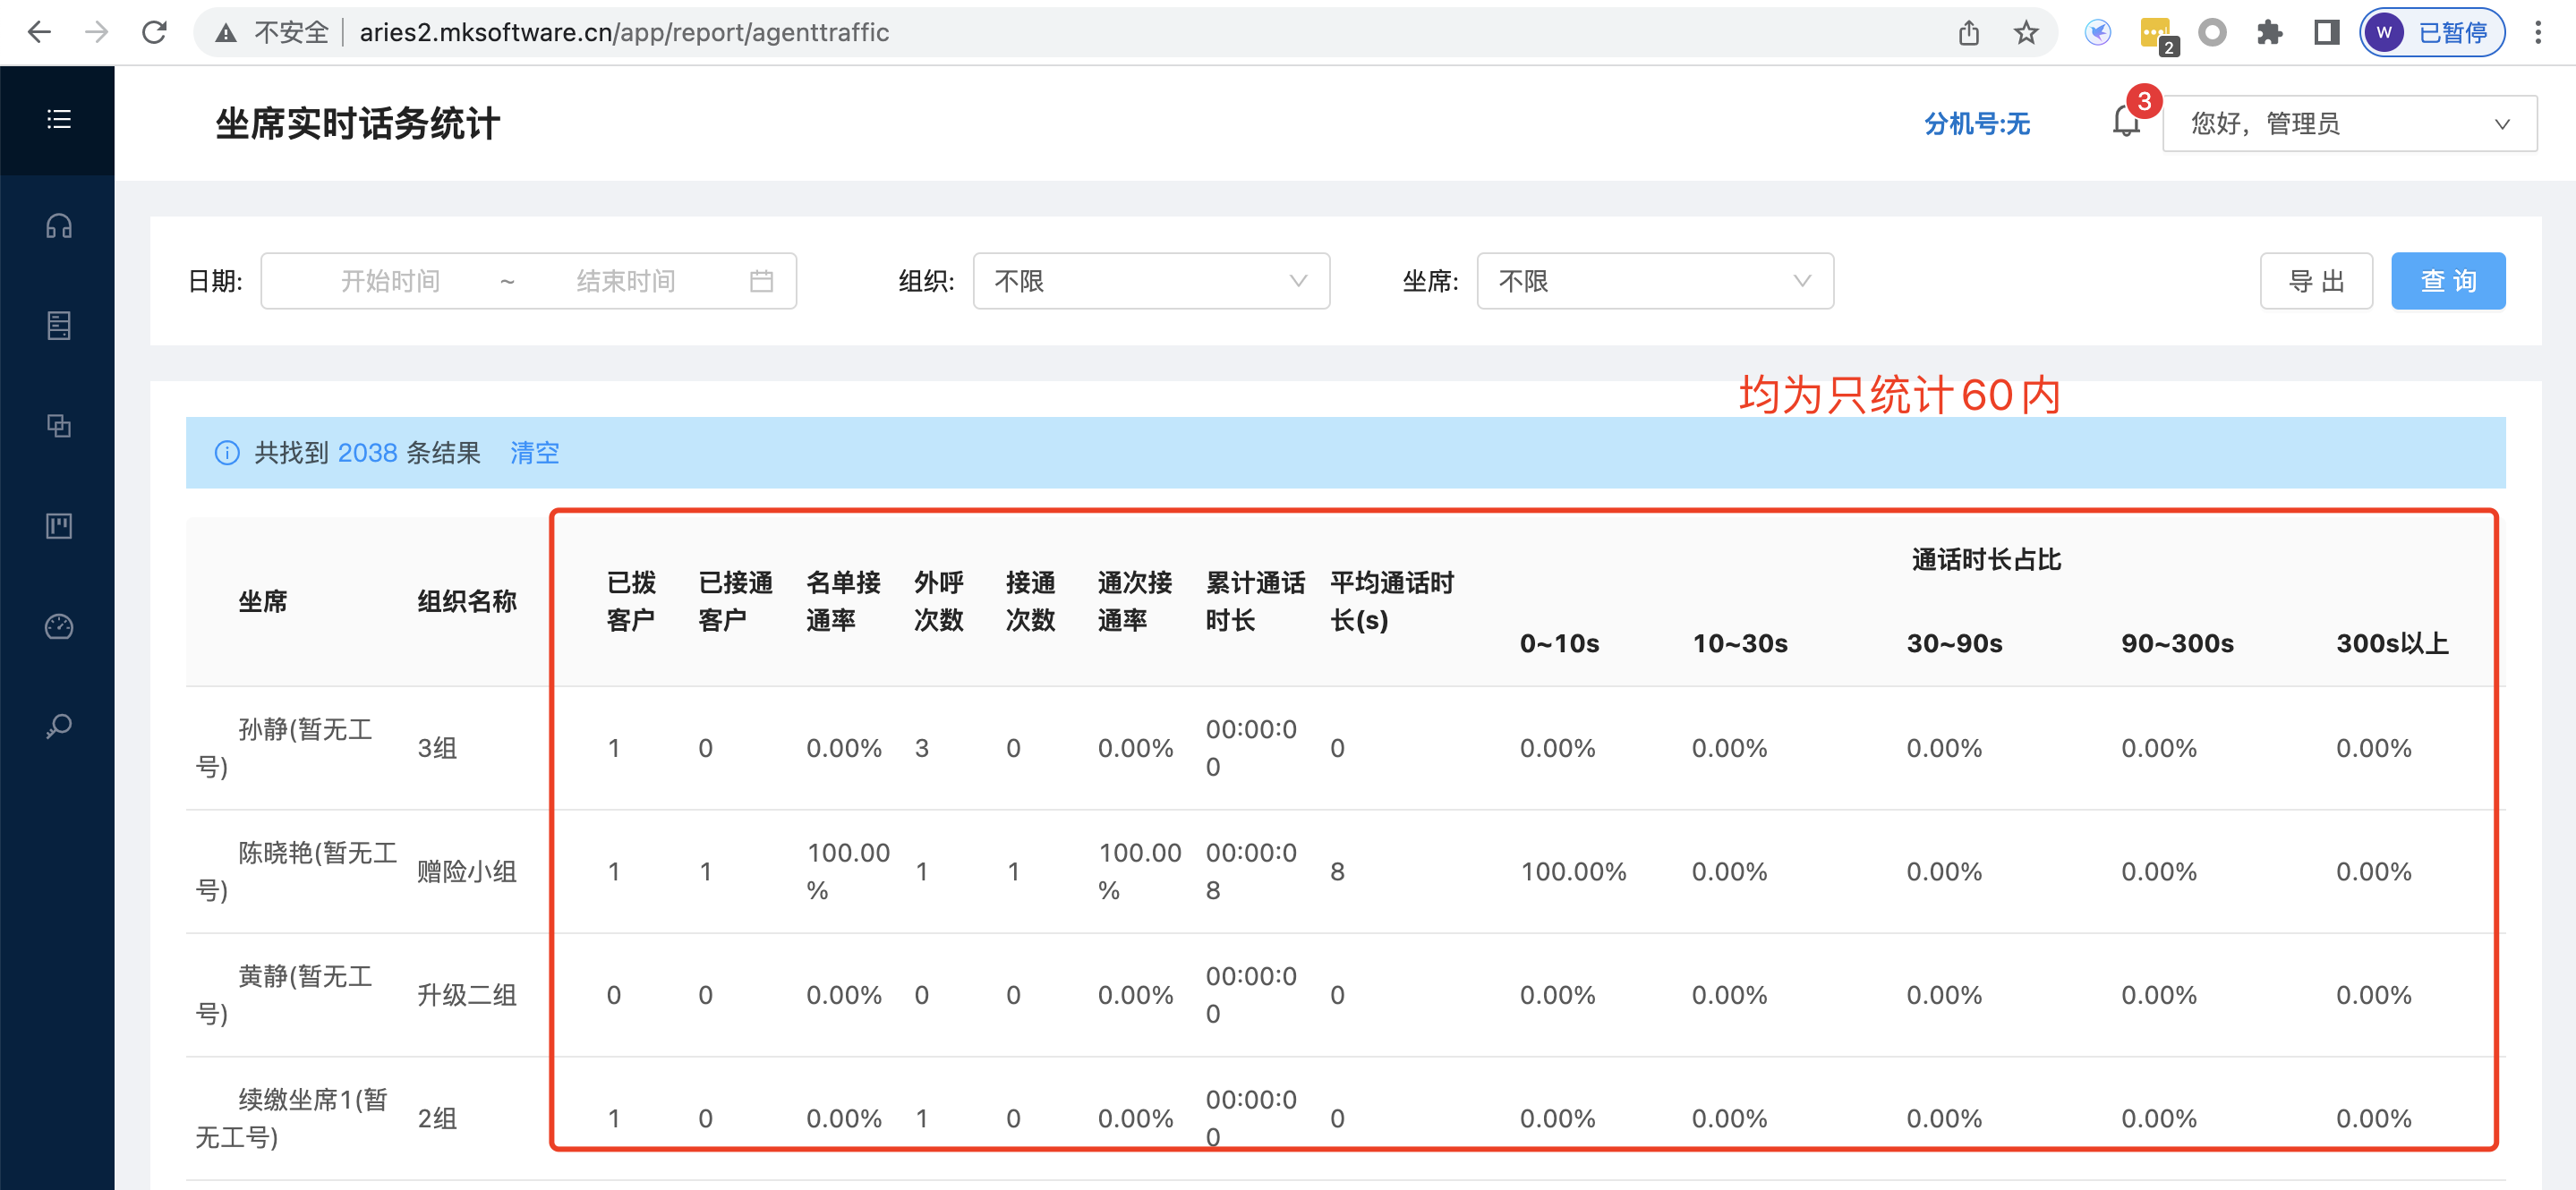 不安全 aries2.mksoftware.cn/app/report/agenttraffic 2 W 已暂停
坐席实时话务统计 分机号:无 3 您好，管理员
日期: 开始时间 ~ 结束时间 组织: 不限 坐席: 不限 导出 查询
均为只统计60内
共找到 2038 条结果 清空
通话时长占比
坐席 组织名称 已拨客户 已接通客户 名单接通率 外呼次数 接通次数 通次接通率 累计通话时长 平均通话时长(s) 0~10s 10~30s 30~90s 90~300s 300s以上
孙静(暂无工号) 3组 1 0 0.00% 3 0 0.00% 00:00:00 0 0.00% 0.00% 0.00% 0.00% 0.00%
陈晓艳(暂无工号) 赠险小组 1 1 100.00% 1 1 100.00% 00:00:08 8 100.00% 0.00% 0.00% 0.00% 0.00%
黄静(暂无工号) 升级二组 0 0 0.00% 0 0 0.00% 00:00:00 0 0.00% 0.00% 0.00% 0.00% 0.00%
续缴坐席1(暂无工号) 2组 1 0 0.00% 1 0 0.00% 00:00:00 0 0.00% 0.00% 0.00% 0.00% 0.00%